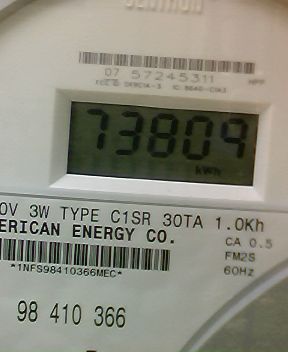 CENTRON
07 57245311
73809
kWh
0V 3W TYPE C1SR 30TA 1.0Kh
ERICAN ENERGY CO.
CA 0.5
FM2S
60Hz
*1NFS98410366MEC*
98 410 366